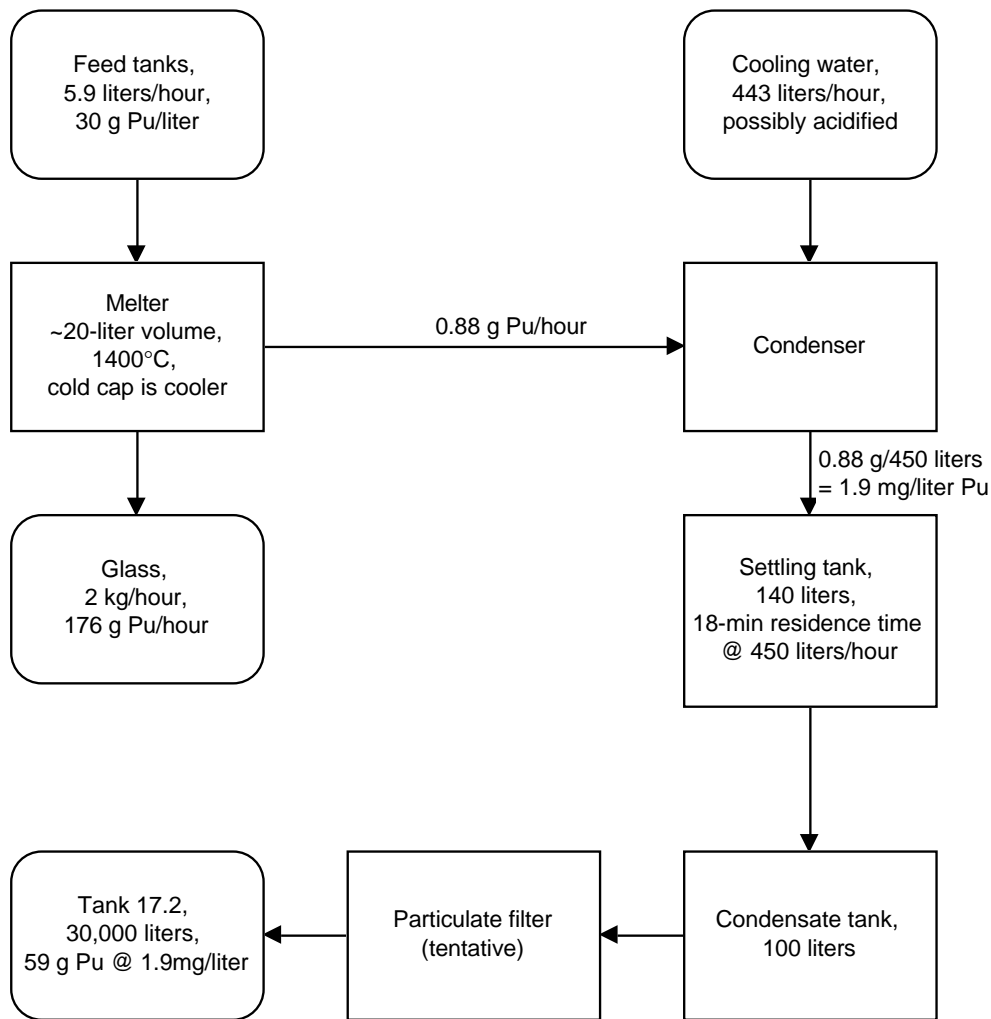 Feed tanks,
5.9 liters/hour,
30 g Pu/liter
Cooling water,
443 liters/hour,
possibly acidified
Melter
~20-liter volume,
1400°C,
cold cap is cooler
0.88 g Pu/hour
Condenser
0.88 g/450 liters
= 1.9 mg/liter Pu
Glass,
2 kg/hour,
176 g Pu/hour
Settling tank,
140 liters,
18-min residence time
@ 450 liters/hour
Tank 17.2,
30,000 liters,
59 g Pu @ 1.9mg/liter
Particulate filter
(tentative)
Condensate tank,
100 liters